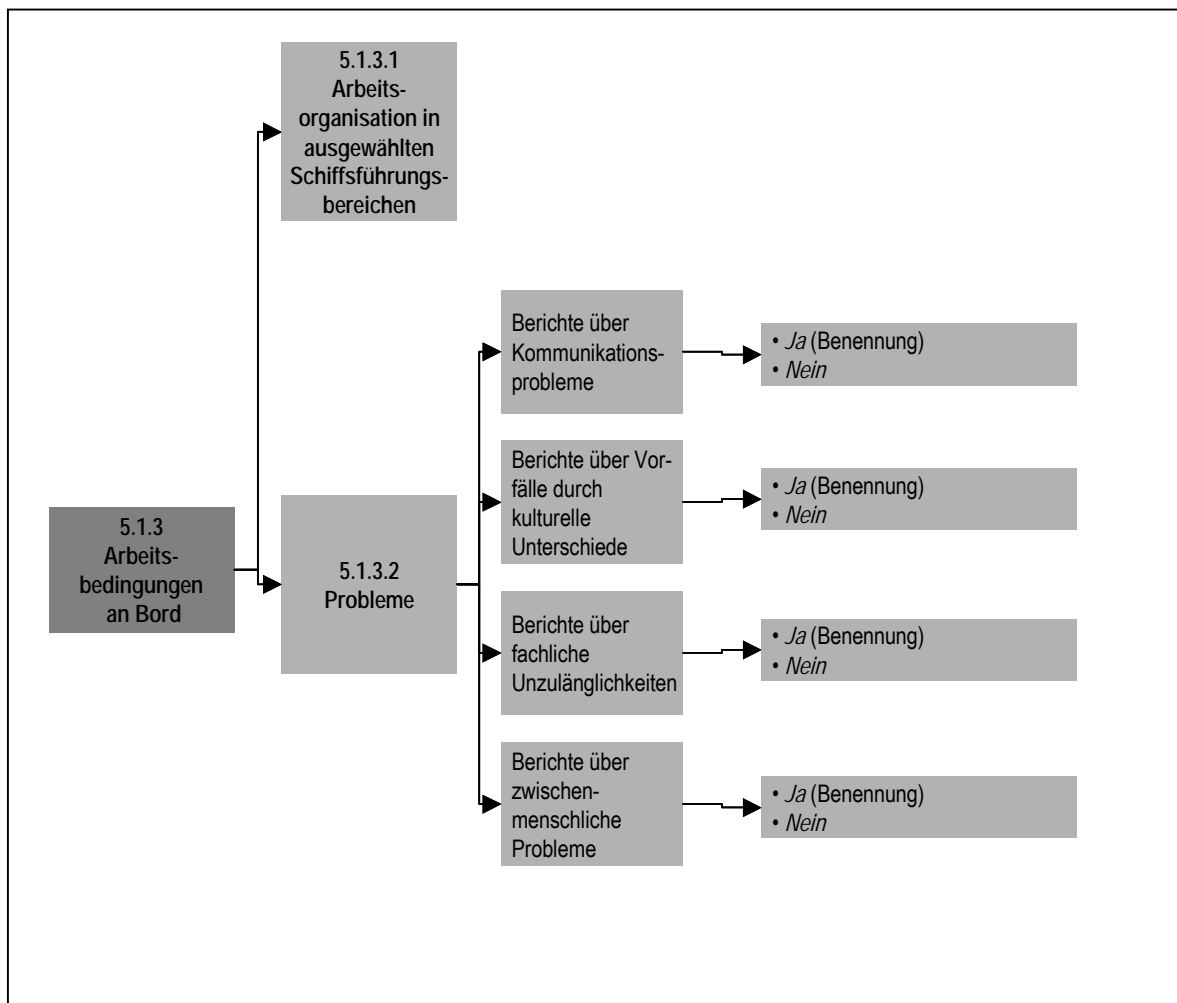 5.1.3.1
Arbeits-
organisation in
ausgewählten
Schiffsführungs-
bereichen
5.1.3
Arbeits-
bedingungen
an Bord
5.1.3.2
Probleme
Berichte über
Kommunikations-
probleme
• Ja (Benennung)
• Nein
Berichte über Vor-
fälle durch
kulturelle
Unterschiede
• Ja (Benennung)
• Nein
Berichte über
fachliche
Unzulänglichkeiten
• Ja (Benennung)
• Nein
Berichte über
zwischen-
menschliche
Probleme
• Ja (Benennung)
• Nein